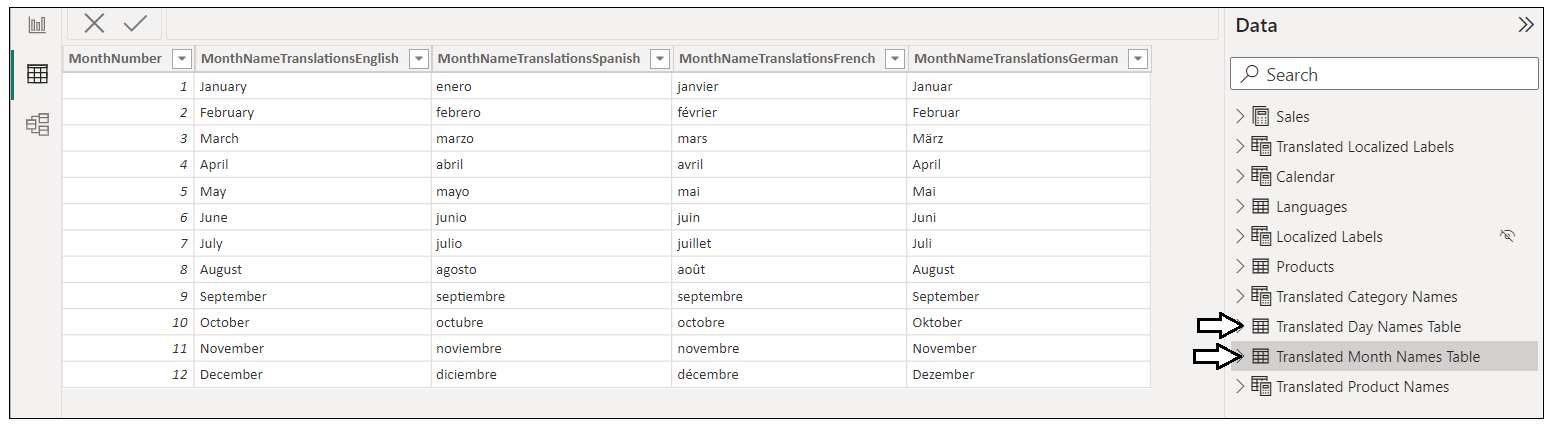 MonthNumber MonthNameTranslationsEnglish MonthNameTranslationsSpanish MonthNameTranslationsFrench MonthNameTranslationsGerman
1 January enero janvier Januar
2 February febrero février Februar
3 March marzo mars März
4 April abril avril April
5 May mayo mai Mai
6 June junio juin Juni
7 July julio juillet Juli
8 August agosto août August
9 September septiembre septembre September
10 October octubre octobre Oktober
11 November noviembre novembre November
12 December diciembre décembre Dezember
Data
Search
Sales
Translated Localized Labels
Calendar
Languages
Localized Labels
Products
Translated Category Names
Translated Day Names Table
Translated Month Names Table
Translated Product Names